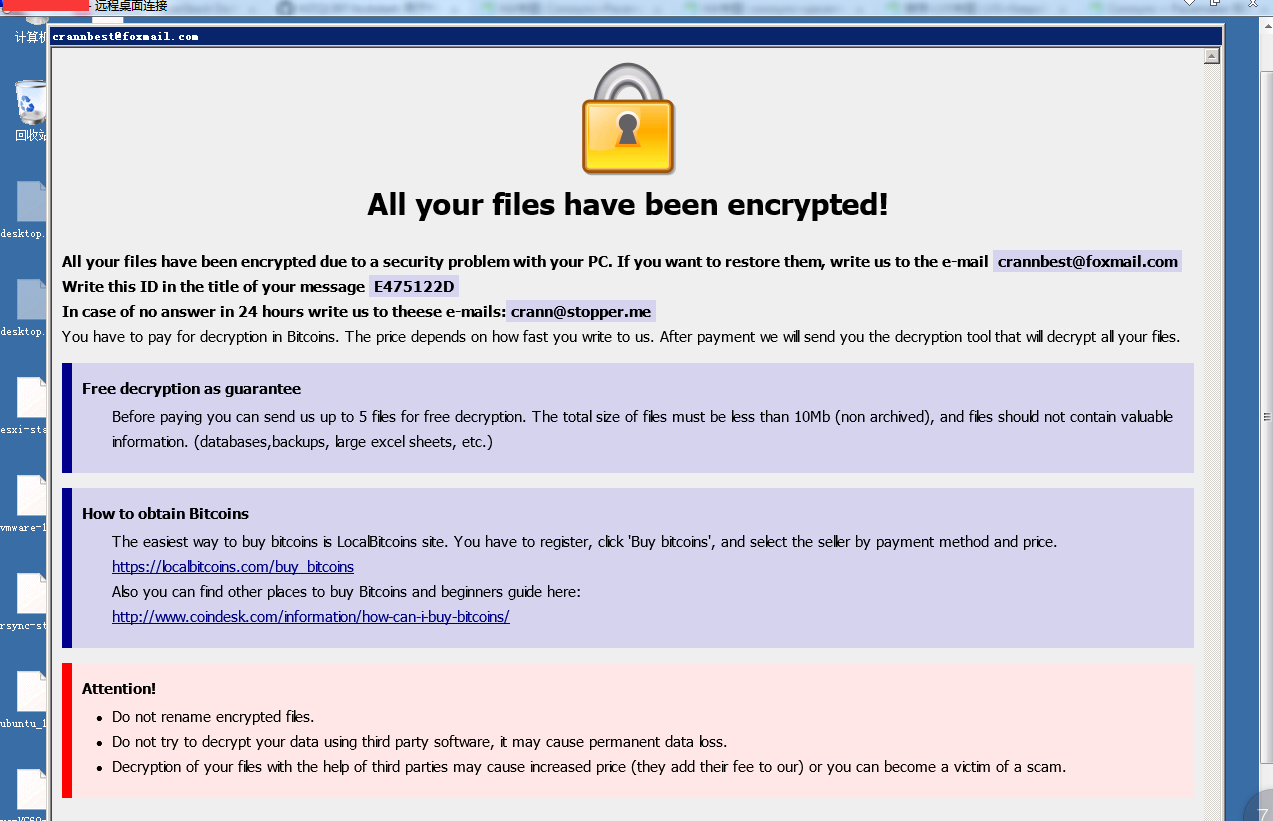 远程桌面连接
计算机
crannbest@foxmail.com
回收站
desktop.
desktop.
esxi-sta
vmware-1
rsync-st
ubuntu_1
All your files have been encrypted!
All your files have been encrypted due to a security problem with your PC. If you want to restore them, write us to the e-mail crannbest@foxmail.com
Write this ID in the title of your message E475122D
In case of no answer in 24 hours write us to theese e-mails: crann@stopper.me
You have to pay for decryption in Bitcoins. The price depends on how fast you write to us. After payment we will send you the decryption tool that will decrypt all your files.
Free decryption as guarantee
Before paying you can send us up to 5 files for free decryption. The total size of files must be less than 10Mb (non archived), and files should not contain valuable
information. (databases,backups, large excel sheets, etc.)
How to obtain Bitcoins
The easiest way to buy bitcoins is LocalBitcoins site. You have to register, click 'Buy bitcoins', and select the seller by payment method and price.
https://localbitcoins.com/buy_bitcoins
Also you can find other places to buy Bitcoins and beginners guide here:
http://www.coindesk.com/information/how-can-i-buy-bitcoins/
Attention!
Do not rename encrypted files.
Do not try to decrypt your data using third party software, it may cause permanent data loss.
Decryption of your files with the help of third parties may cause increased price (they add their fee to our) or you can become a victim of a scam.
7